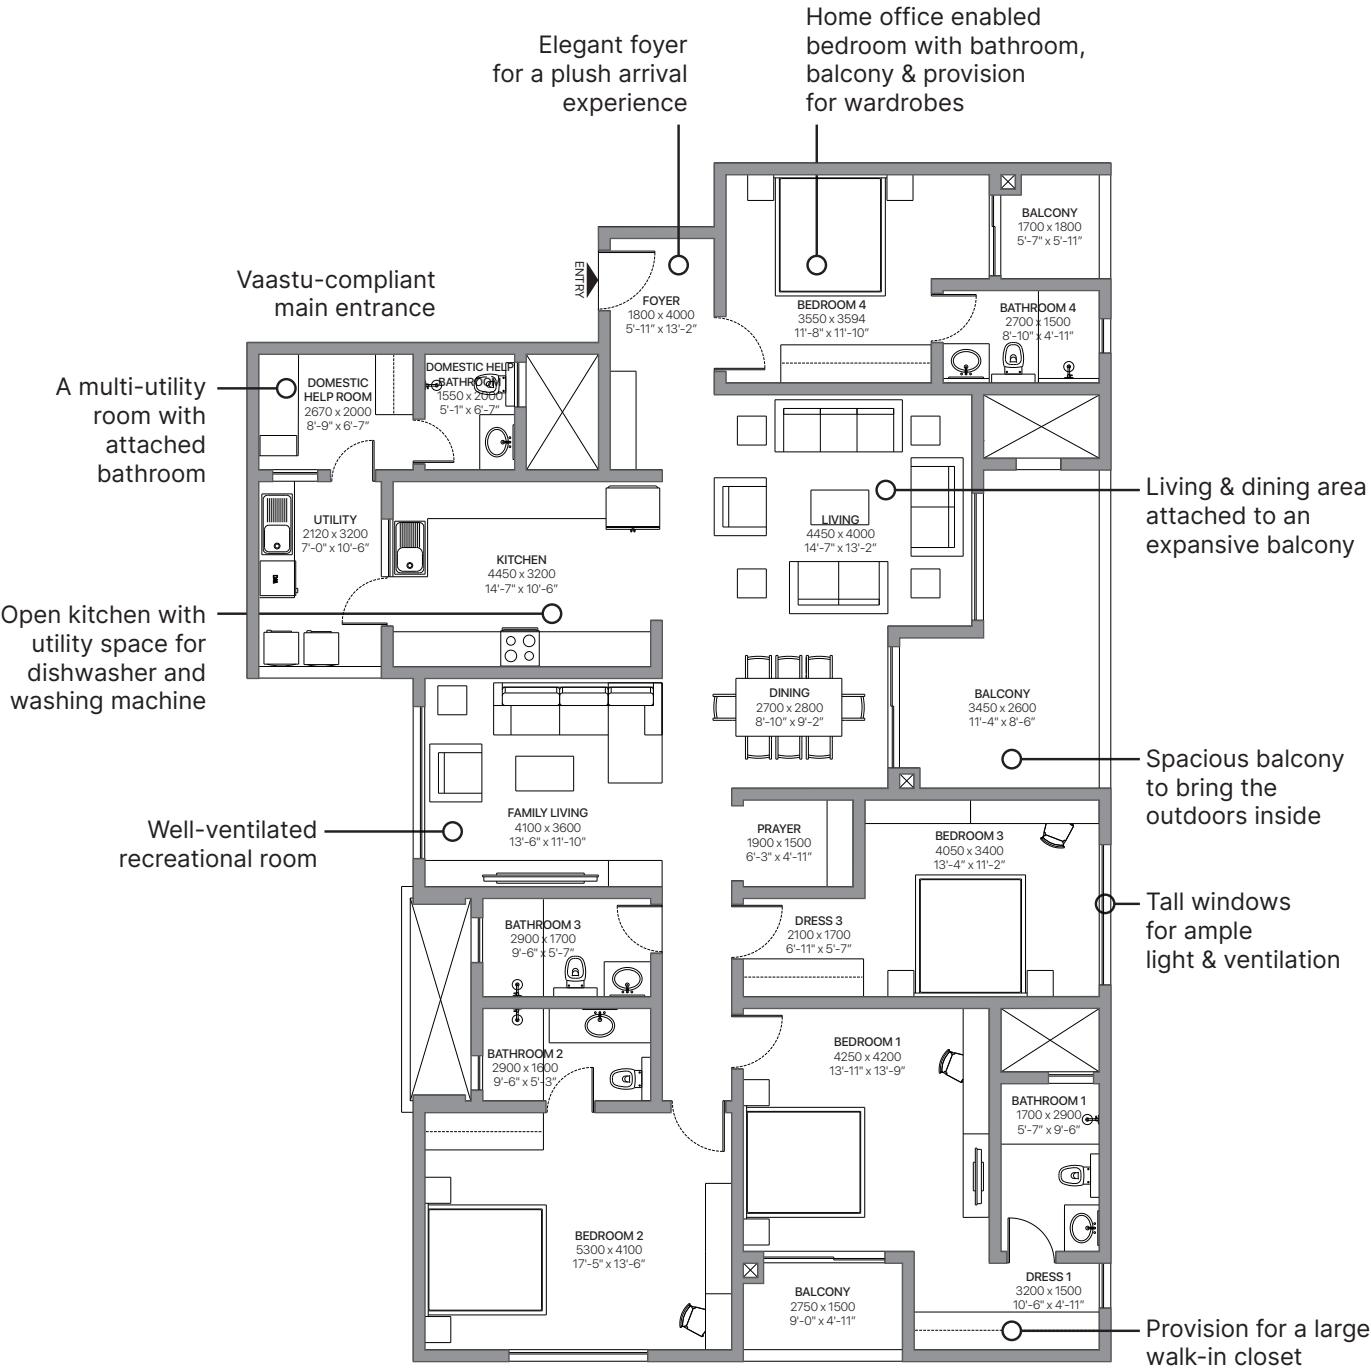 Home office enabled
bedroom with bathroom,
balcony & provision
for wardrobes
Elegant foyer
for a plush arrival
experience
Vaastu-compliant
main entrance
ENTRY
FOYER
1800 x 4000
5'-11" x 13'-2"
BEDROOM 4
3550 x 3594
11'-8" x 11'-10"
BALCONY
1700 x 1800
5'-7" x 5'-11"
BATHROOM 4
2700 x 1500
8'-10" x 4'-11"
A multi-utility
room with
attached
bathroom
DOMESTIC
HELP ROOM
2670 x 2000
8'-9" x 6'-7"
DOMESTIC HELP
BATHROOM
1550 x 2000
5'-1" x 6'-7"
UTILITY
2120 x 3200
7'-0" x 10'-6"
KITCHEN
4450 x 3200
14'-7" x 10'-6"
LIVING
4450 x 4000
14'-7" x 13'-2"
Living & dining area
attached to an
expansive balcony
Open kitchen with
utility space for
dishwasher and
washing machine
DINING
2700 x 2800
8'-10" x 9'-2"
BALCONY
3450 x 2600
11'-4" x 8'-6"
Spacious balcony
to bring the
outdoors inside
Well-ventilated
recreational room
FAMILY LIVING
4100 x 3600
13'-6" x 11'-10"
PRAYER
1900 x 1500
6'-3" x 4'-11"
BEDROOM 3
4050 x 3400
13'-4" x 11'-2"
Tall windows
for ample
light & ventilation
BATHROOM 3
2900 x 1700
9'-6" x 5'-7"
DRESS 3
2100 x 1700
6'-11" x 5'-7"
BATHROOM 2
2900 x 1600
9'-6" x 5'-3"
BEDROOM 1
4250 x 4200
13'-11" x 13'-9"
BATHROOM 1
1700 x 2900
5'-7" x 9'-6"
BEDROOM 2
5300 x 4100
17'-5" x 13'-6"
BALCONY
2750 x 1500
9'-0" x 4'-11"
DRESS 1
3200 x 1500
10'-6" x 4'-11"
Provision for a large
walk-in closet